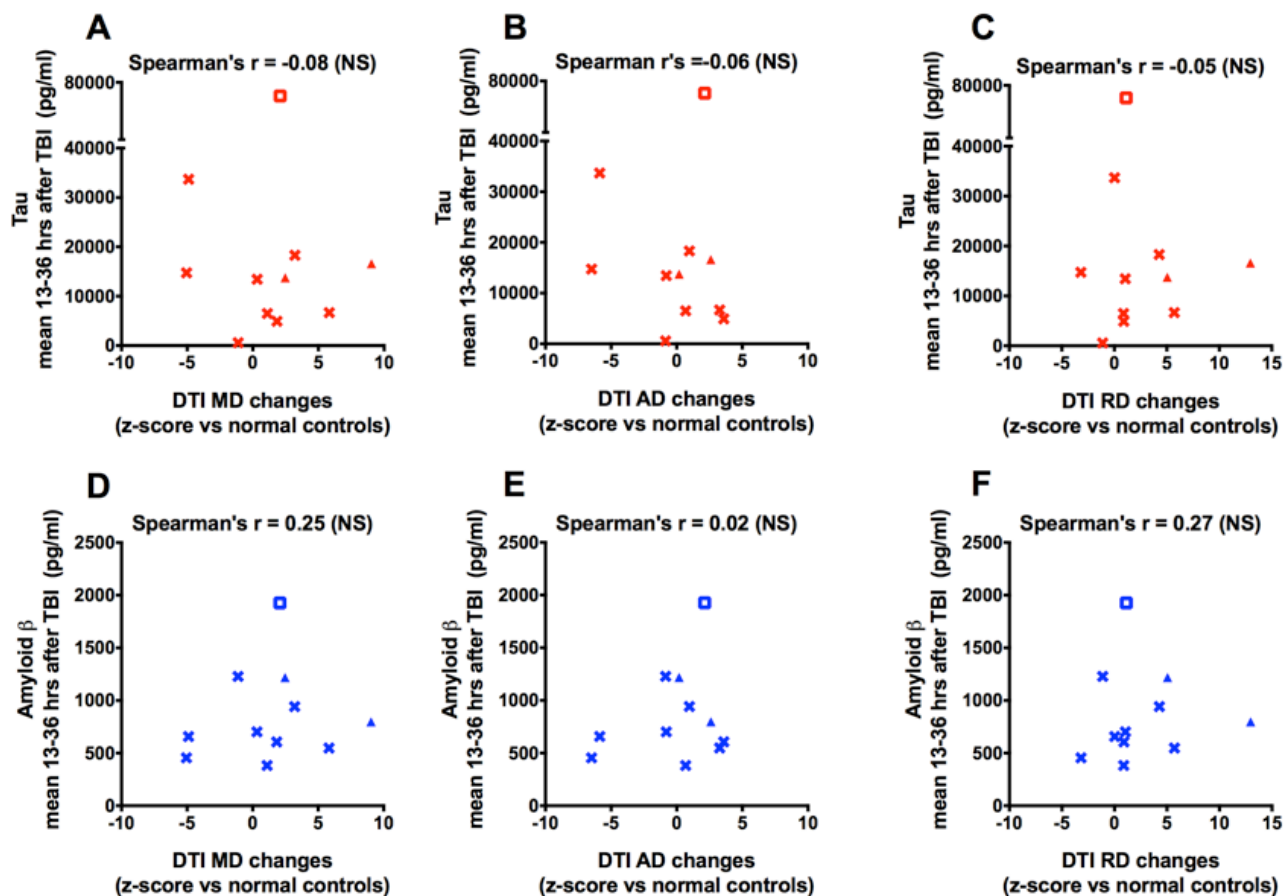 A
Spearman's r = -0.08 (NS)
Tau
mean 13-36 hrs after TBI (pg/ml)
80000
40000
30000
20000
10000
0
-10
-5
0
5
10
DTI MD changes
(z-score vs normal controls)
B
Spearman r's =-0.06 (NS)
Tau
mean 13-36 hrs after TBI (pg/ml)
80000
40000
30000
20000
10000
0
-10
-5
0
5
10
DTI AD changes
(z-score vs normal controls)
C
Spearman's r = -0.05 (NS)
Tau
mean 13-36 hrs after TBI (pg/ml)
80000
40000
30000
20000
10000
0
-10
-5
0
5
10
15
DTI RD changes
(z-score vs normal controls)
D
Spearman's r = 0.25 (NS)
Amyloid β
mean 13-36 hrs after TBI (pg/ml)
2500
2000
1500
1000
500
0
-10
-5
0
5
10
DTI MD changes
(z-score vs normal controls)
E
Spearman's r = 0.02 (NS)
Amyloid β
mean 13-36 hrs after TBI (pg/ml)
2500
2000
1500
1000
500
0
-10
-5
0
5
10
DTI AD changes
(z-score vs normal controls)
F
Spearman's r = 0.27 (NS)
Amyloid β
mean 13-36 hrs after TBI (pg/ml)
2500
2000
1500
1000
500
0
-10
-5
0
5
10
15
DTI RD changes
(z-score vs normal controls)